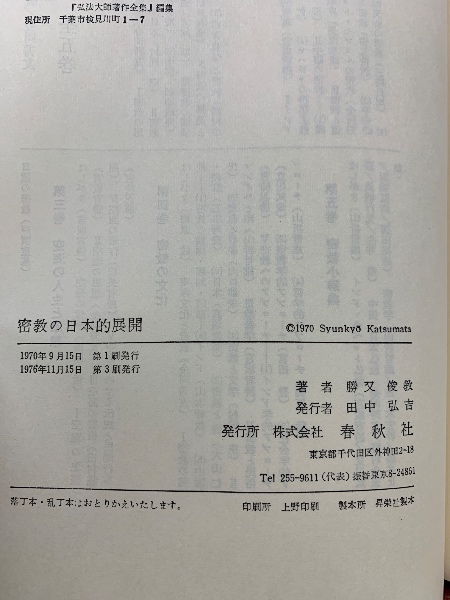 『弘法大師著作全集』編集
現住所 千葉市検見川町1-7
密教の日本的展開
©1970 Syunkyō Katsumata
1970年9月15日 第1刷発行
1976年11月15日 第3刷発行
著者 勝又俊教
発行者 田中弘吉
発行所 株式会社 春秋社
東京都千代田区外神田2-18
Tel 255-9611(代表)振替東京8-24861
落丁本・乱丁本はおとりかえいたします。
印刷所 上野印刷 製本所 昇栄社製本